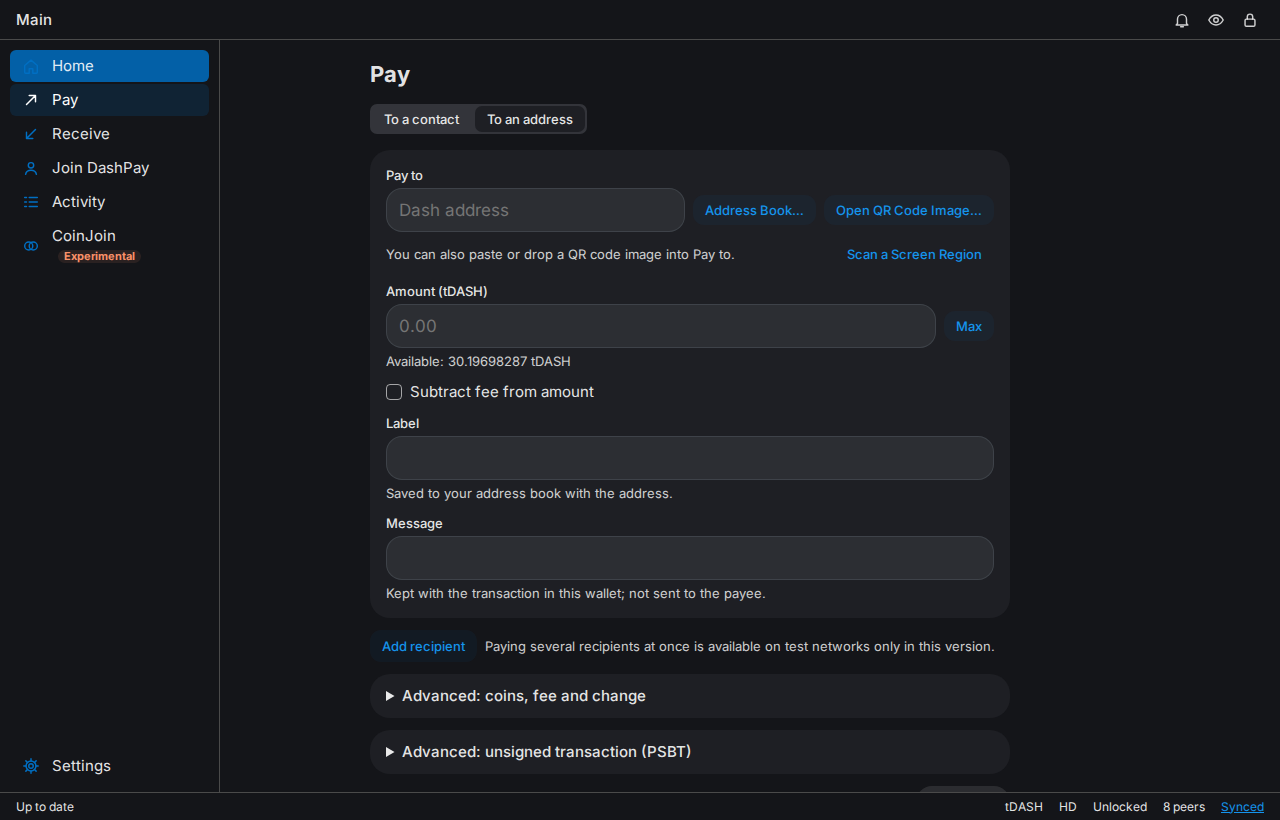 Main
Home
Pay
Receive
Join DashPay
Activity
CoinJoin
Experimental
Settings
Pay
To a contact
To an address
Pay to
Dash address
Address Book...
Open QR Code Image...
You can also paste or drop a QR code image into Pay to.
Scan a Screen Region
Amount (tDASH)
0.00
Max
Available: 30.19698287 tDASH
Subtract fee from amount
Label
Saved to your address book with the address.
Message
Kept with the transaction in this wallet; not sent to the payee.
Add recipient
Paying several recipients at once is available on test networks only in this version.
Advanced: coins, fee and change
Advanced: unsigned transaction (PSBT)
Up to date
tDASH
HD
Unlocked
8 peers
Synced